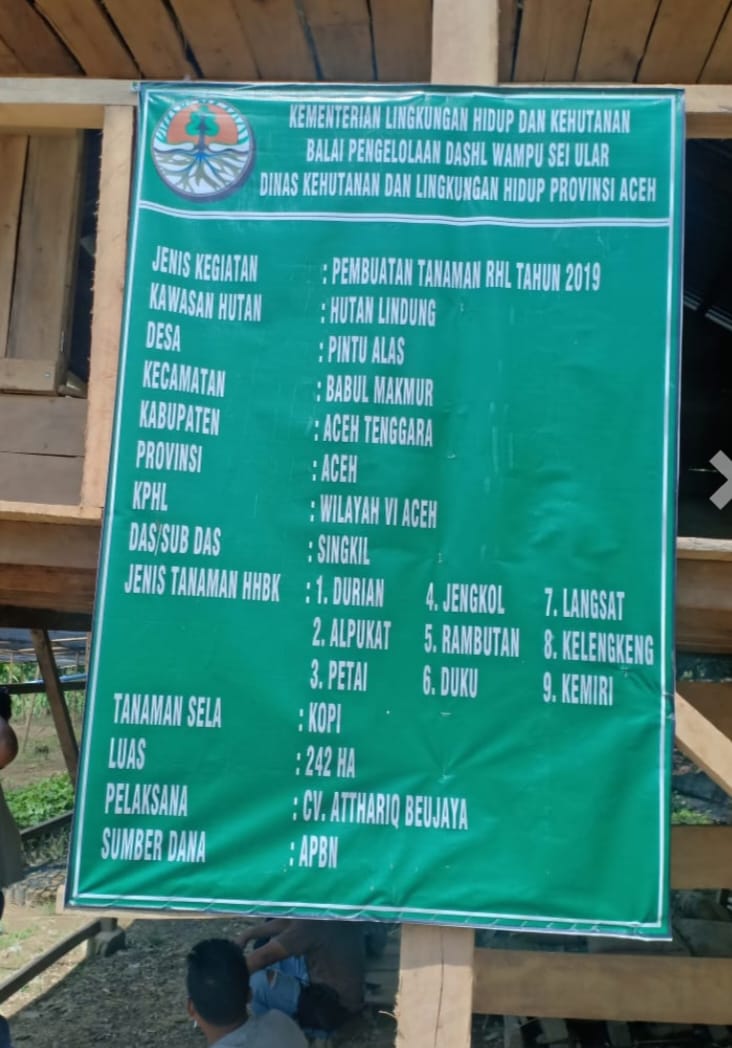 KEMENTERIAN LINGKUNGAN HIDUP DAN KEHUTANAN
BALAI PENGELOLAAN DASHL WAMPU SEI ULAR
DINAS KEHUTANAN DAN LINGKUNGAN HIDUP PROVINSI ACEH
JENIS KEGIATAN : PEMBUATAN TANAMAN RHL TAHUN 2019
KAWASAN HUTAN : HUTAN LINDUNG
DESA : PINTU ALAS
KECAMATAN : BABUL MAKMUR
KABUPATEN : ACEH TENGGARA
PROVINSI : ACEH
KPHL : WILAYAH VI ACEH
DAS/SUB DAS : SINGKIL
JENIS TANAMAN HHBK : 1. DURIAN 4. JENGKOL 7. LANGSAT
2. ALPUKAT 5. RAMBUTAN 8. KELENGKENG
3. PETAI 6. DUKU 9. KEMIRI
TANAMAN SELA : KOPI
LUAS : 242 HA
PELAKSANA : CV. ATTHARIQ BEUJAYA
SUMBER DANA : APBN